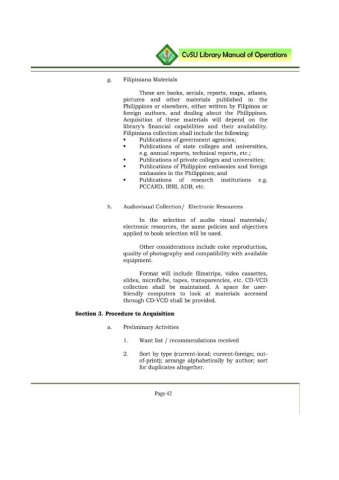 CvSU Library Manual of Operations
g. Filipiniana Materials
These are books, serials, reports, maps, atlases,
pictures and other materials published in the
Philippines or elsewhere, either written by Filipinos or
foreign authors, and dealing about the Philippines.
Acquisition of these materials will depend on the
library's financial capabilities and their availability.
Filipiniana collection shall include the following:
• Publications of government agencies;
• Publications of state colleges and universities,
e.g. annual reports, technical reports, etc.;
• Publications of private colleges and universities;
• Publications of Philippine embassies and foreign
embassies in the Philippines; and
• Publications of research institutions e.g.
PCCARD, IRRI, ADB, etc.
h. Audiovisual Collection/ Electronic Resources
In the selection of audio visual materials/
electronic resources, the same policies and objectives
applied to book selection will be used.
Other considerations include color reproduction,
quality of photography and compatibility with available
equipment.
Format will include filmstrips, video cassettes,
slides, microfiche, tapes, transparencies, etc. CD-VCD
collection shall be maintained. A space for user-
friendly computers to look at materials accessed
through CD-VCD shall be provided.
Section 3. Procedure to Acquisition
a. Preliminary Activities
1. Want list / recommendations received
2. Sort by type (current-local; current-foreign; out-
of-print); arrange alphabetically by author; sort
for duplicates altogether.
Page 42